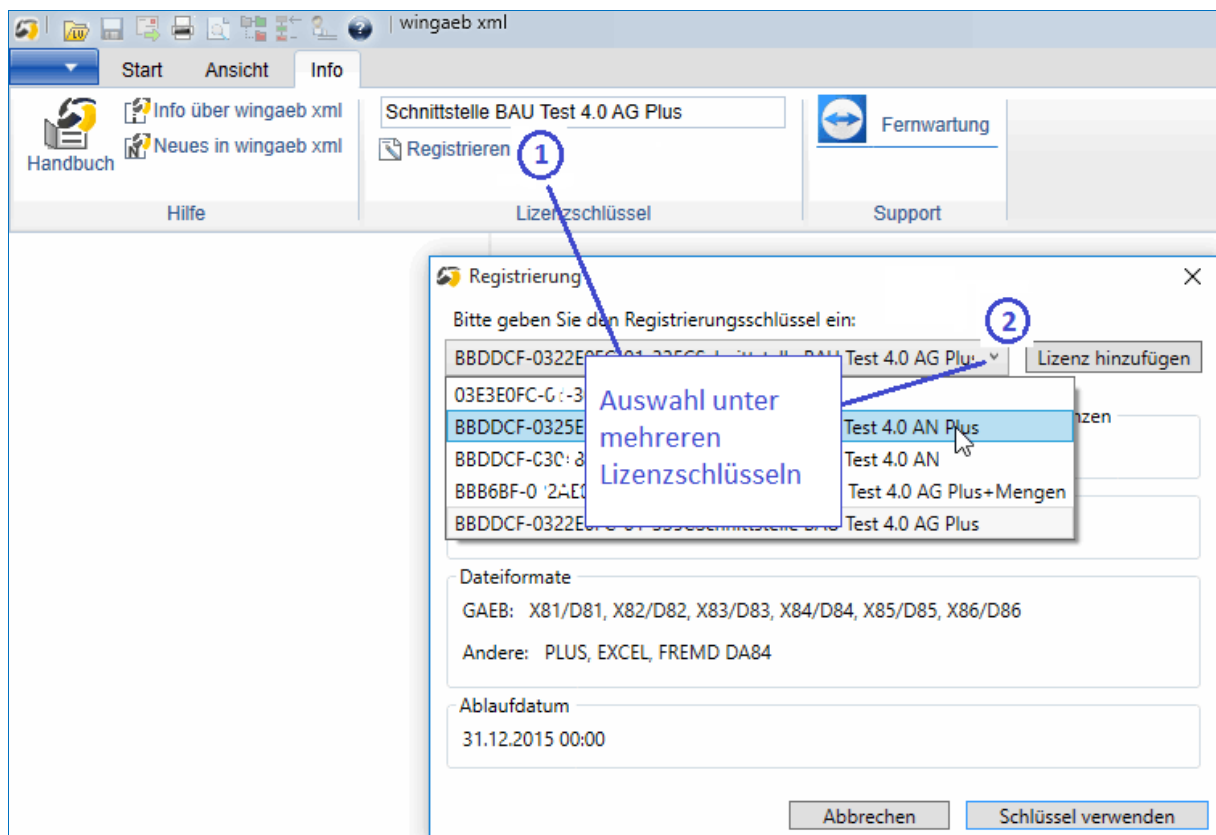 wingaeb xml
Start Ansicht Info
Info über wingaeb xml
Neues in wingaeb xml
Handbuch
Hilfe
Schnittstelle BAU Test 4.0 AG Plus
Registrieren
1
Lizenzschlüssel
Fernwartung
Support
Registrierung
Bitte geben Sie den Registrierungsschlüssel ein:
2
Test 4.0 AG Plus
Lizenz hinzufügen
Test 4.0 AN Plus
Test 4.0 AN
Test 4.0 AG Plus+Mengen
Test 4.0 AG Plus
Auswahl unter
mehreren
Lizenzschlüsseln
Dateiformate
GAEB: X81/D81, X82/D82, X83/D83, X84/D84, X85/D85, X86/D86
Andere: PLUS, EXCEL, FREMD DA84
Ablaufdatum
31.12.2015 00:00
Abbrechen Schlüssel verwenden